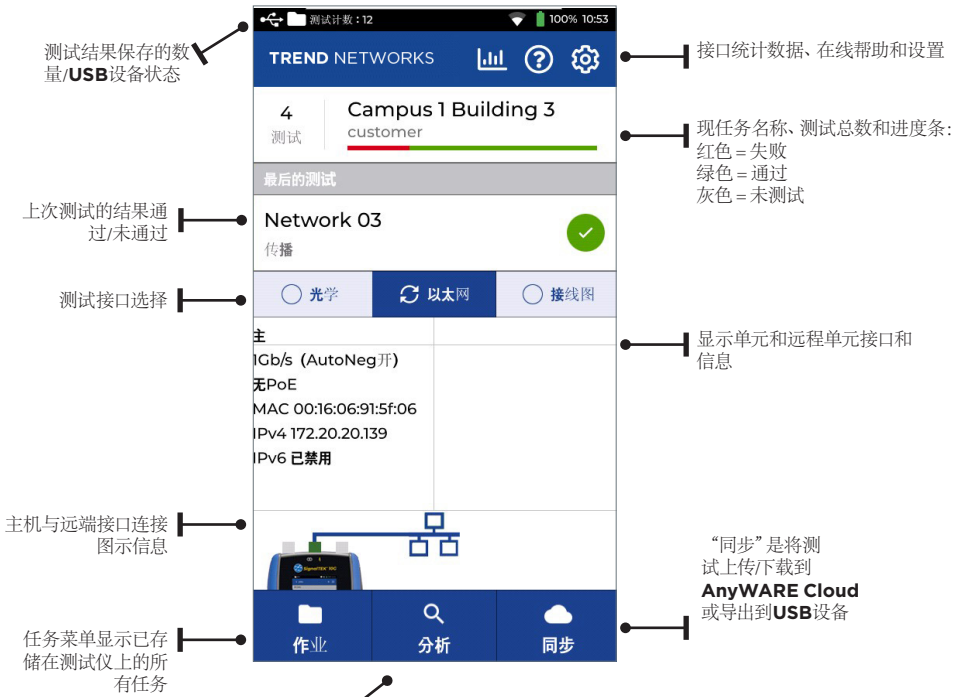 测试计数：12
100% 10:53
测试结果保存的数
量/USB设备状态
TREND NETWORKS
接口统计数据、在线帮助和设置
4
测试
Campus 1 Building 3
customer
现任务名称、测试总数和进度条：
红色 = 失败
绿色 = 通过
灰色 = 未测试
最后的测试
上次测试的结果通
过/未通过
Network 03
传播
测试接口选择
光学
以太网
接线图
显示单元和远程单元接口和
信息
主
1Gb/s (AutoNeg开)
无PoE
MAC 00:16:06:91:5f:06
IPv4 172.20.20.139
IPv6 已禁用
主机与远端接口连接
图示信息
SignalTEK 10G
“同步” 是将测
试上传/下载到
AnyWARE Cloud
或导出到USB设备
任务菜单显示已存
储在测试仪上的所
有任务
作业
分析
同步